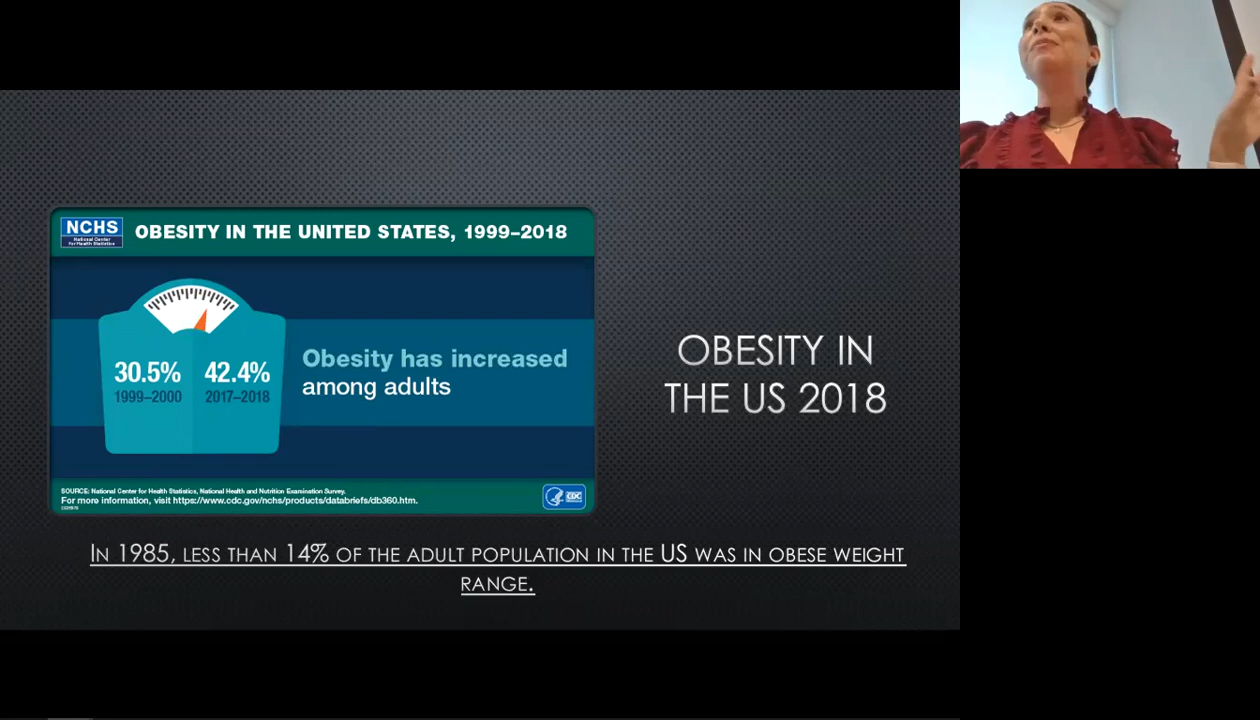 NCHS
National Center
for Health Statistics
OBESITY IN THE UNITED STATES, 1999–2018
30.5%
1999–2000
42.4%
2017–2018
Obesity has increased
among adults
SOURCE: National Center for Health Statistics, National Health and Nutrition Examination Survey.
For more information, visit https://www.cdc.gov/nchs/products/databriefs/db360.htm.
CDC
OBESITY IN
THE US 2018
IN 1985, LESS THAN 14% OF THE ADULT POPULATION IN THE US WAS IN OBESE WEIGHT
RANGE.